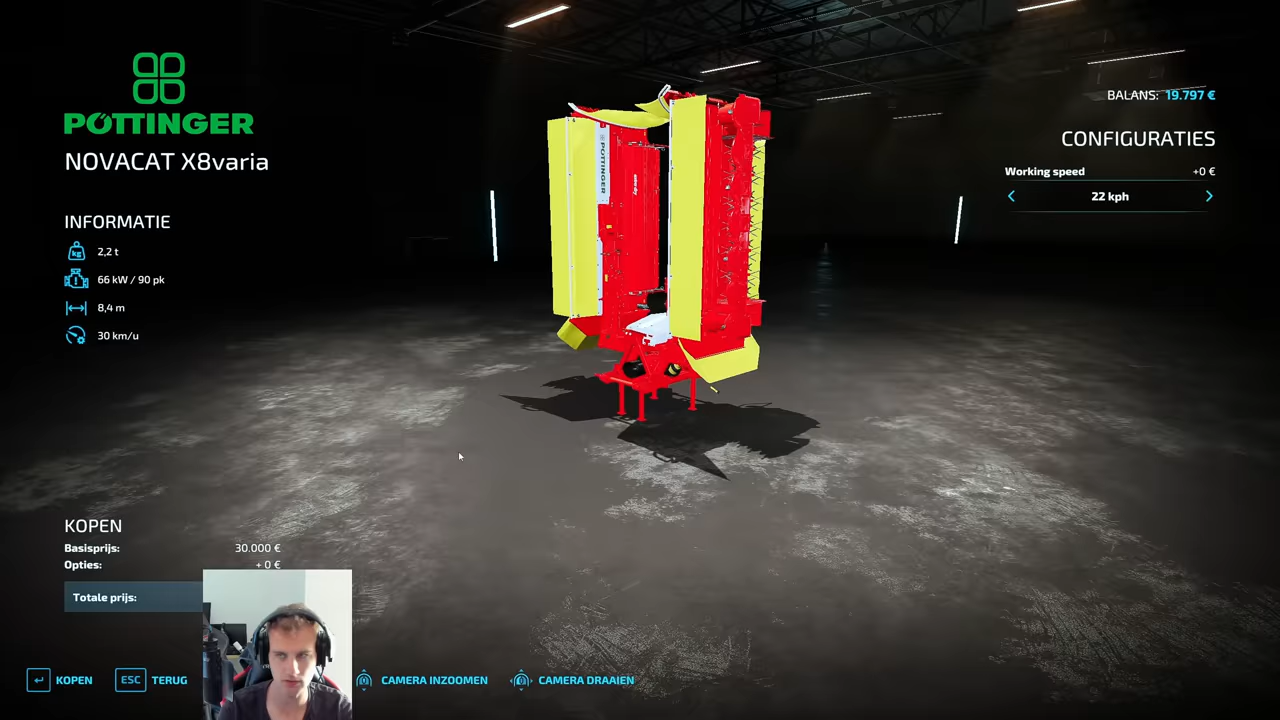 PÖTTINGER
NOVACAT X8varia
INFORMATIE
2,2 t
66 kW / 90 pk
8,4 m
30 km/u
BALANS: 19.797 €
CONFIGURATIES
Working speed +0 €
22 kph
PÖTTINGER
KOPEN
Basisprijs: 30.000 €
Opties: + 0 €
Totale prijs:
KOPEN ESC TERUG CAMERA INZOOMEN CAMERA DRAAIEN